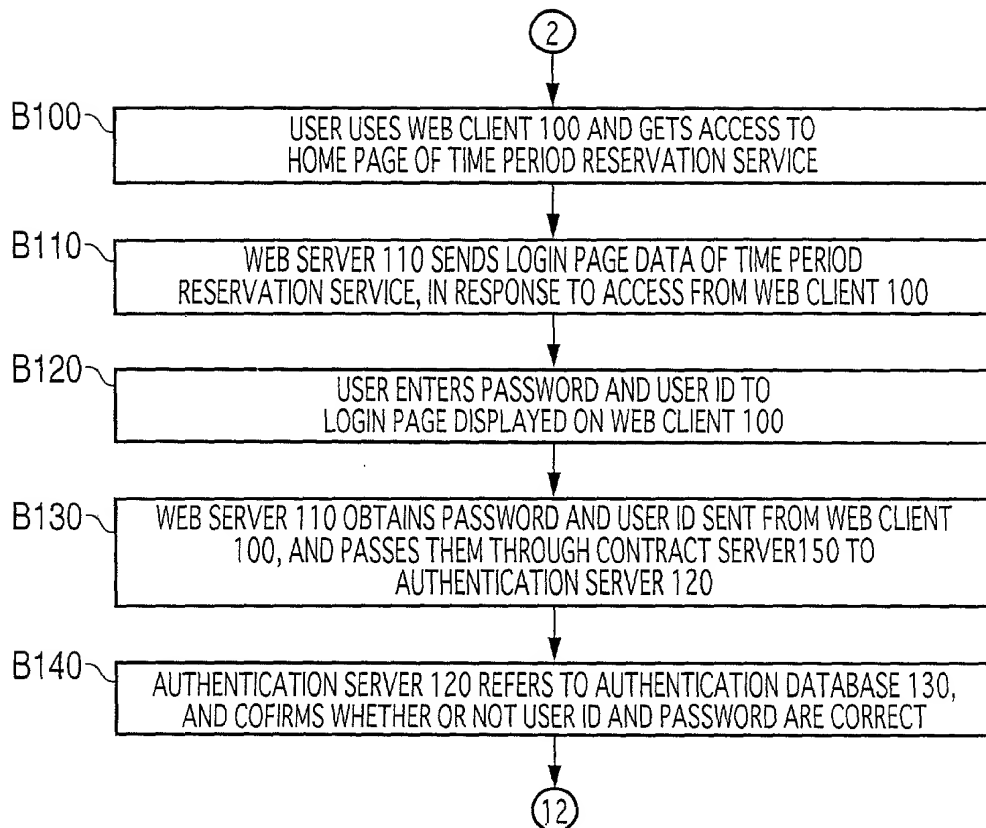 2
B100
USER USES WEB CLIENT 100 AND GETS ACCESS TO
HOME PAGE OF TIME PERIOD RESERVATION SERVICE
B110
WEB SERVER 110 SENDS LOGIN PAGE DATA OF TIME PERIOD
RESERVATION SERVICE, IN RESPONSE TO ACCESS FROM WEB CLIENT 100
B120
USER ENTERS PASSWORD AND USER ID TO
LOGIN PAGE DISPLAYED ON WEB CLIENT 100
B130
WEB SERVER 110 OBTAINS PASSWORD AND USER ID SENT FROM WEB CLIENT
100, AND PASSES THEM THROUGH CONTRACT SERVER150 TO
AUTHENTICATION SERVER 120
B140
AUTHENTICATION SERVER 120 REFERS TO AUTHENTICATION DATABASE 130,
AND COFIRMS WHETHER OR NOT USER ID AND PASSWORD ARE CORRECT
12